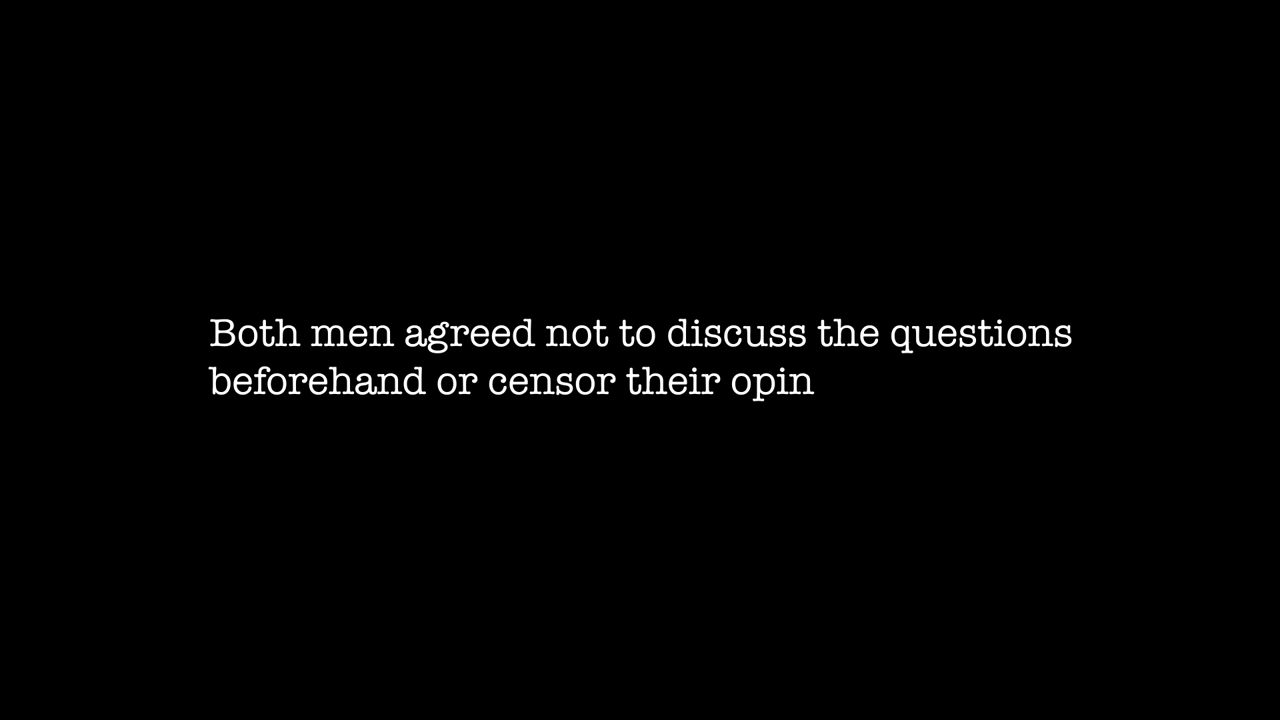 Both men agreed not to discuss the questions
beforehand or censor their opin